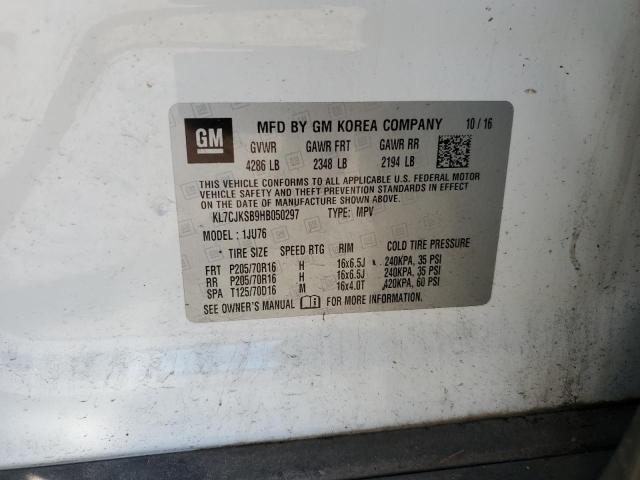 GM
MFD BY GM KOREA COMPANY 10 / 16
GVWR GAWR FRT GAWR RR
4286 LB 2348 LB 2194 LB
THIS VEHICLE CONFORMS TO ALL APPLICABLE U.S. FEDERAL MOTOR
VEHICLE SAFETY AND THEFT PREVENTION STANDARDS IN EFFECT
ON THE DATE OF MANUFACTURE SHOWN ABOVE.
KL7CJKSB9HB050297 TYPE: MPV
MODEL : 1JU76
TIRE SIZE SPEED RTG RIM COLD TIRE PRESSURE
FRT P205/70R16 H 16x6.5J 240KPA, 35 PSI
RR P205/70R16 H 16x6.5J 240KPA, 35 PSI
SPA T125/70D16 M 16x4.0T 420KPA, 60 PSI
SEE OWNER'S MANUAL FOR MORE INFORMATION.